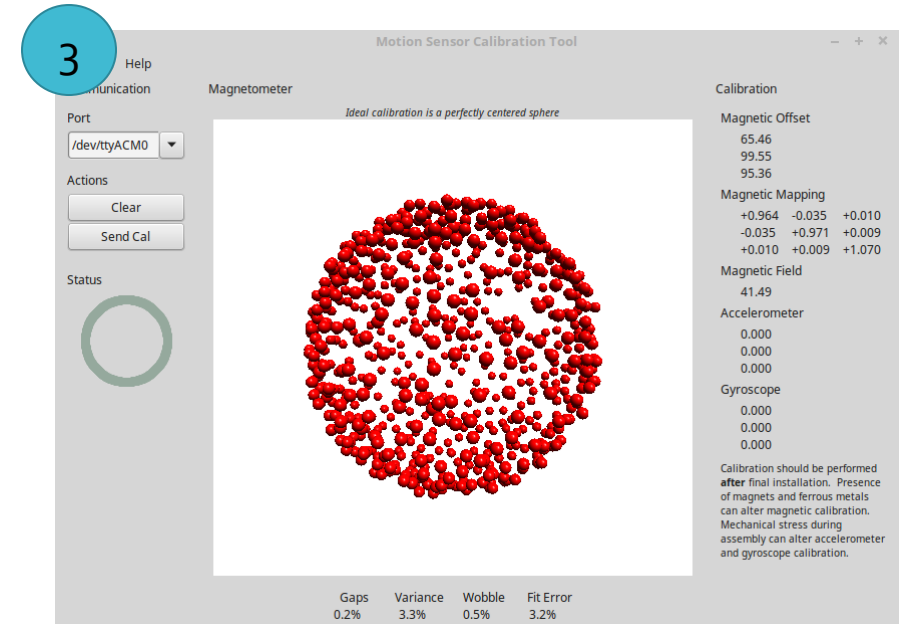 3
Motion Sensor Calibration Tool
Help
Magnetometer
Calibration
Port
Ideal calibration is a perfectly centered sphere
/dev/ttyACM0
Actions
Clear
Send Cal
Status
Magnetic Offset
65.46
99.55
95.36
Magnetic Mapping
+0.964 -0.035 +0.010
-0.035 +0.971 +0.009
+0.010 +0.009 +1.070
Magnetic Field
41.49
Accelerometer
0.000
0.000
0.000
Gyroscope
0.000
0.000
0.000
Calibration should be performed
after final installation. Presence
of magnets and ferrous metals
can alter magnetic calibration.
Mechanical stress during
assembly can alter accelerometer
and gyroscope calibration.
Gaps Variance Wobble Fit Error
0.2% 3.3% 0.5% 3.2%